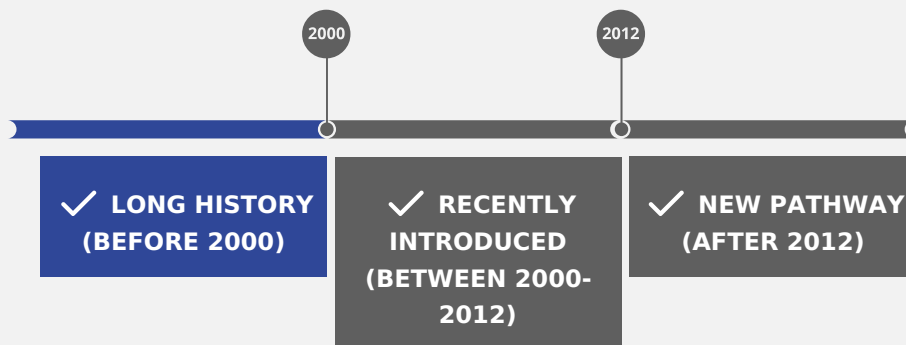 2000
2012
LONG HISTORY
(BEFORE 2000)
RECENTLY
INTRODUCED
(BETWEEN 2000-
2012)
NEW PATHWAY
(AFTER 2012)